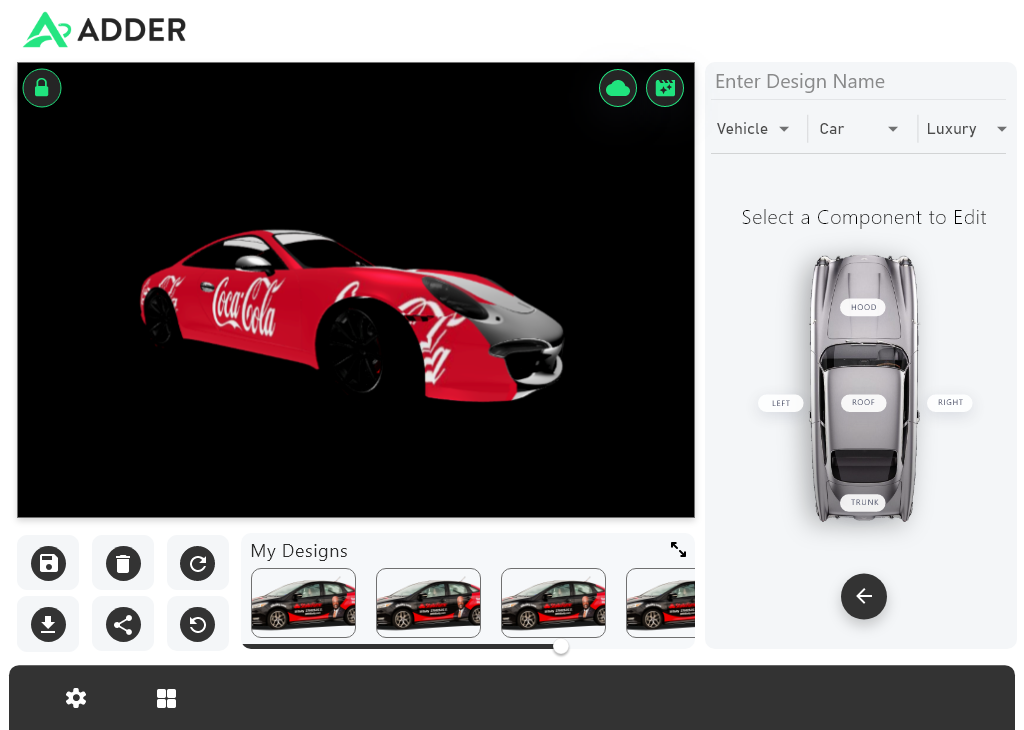 ADDER
Enter Design Name
Vehicle
Car
Luxury
Select a Component to Edit
Coca-Cola
HOOD
LEFT
ROOF
RIGHT
TRUNK
My Designs